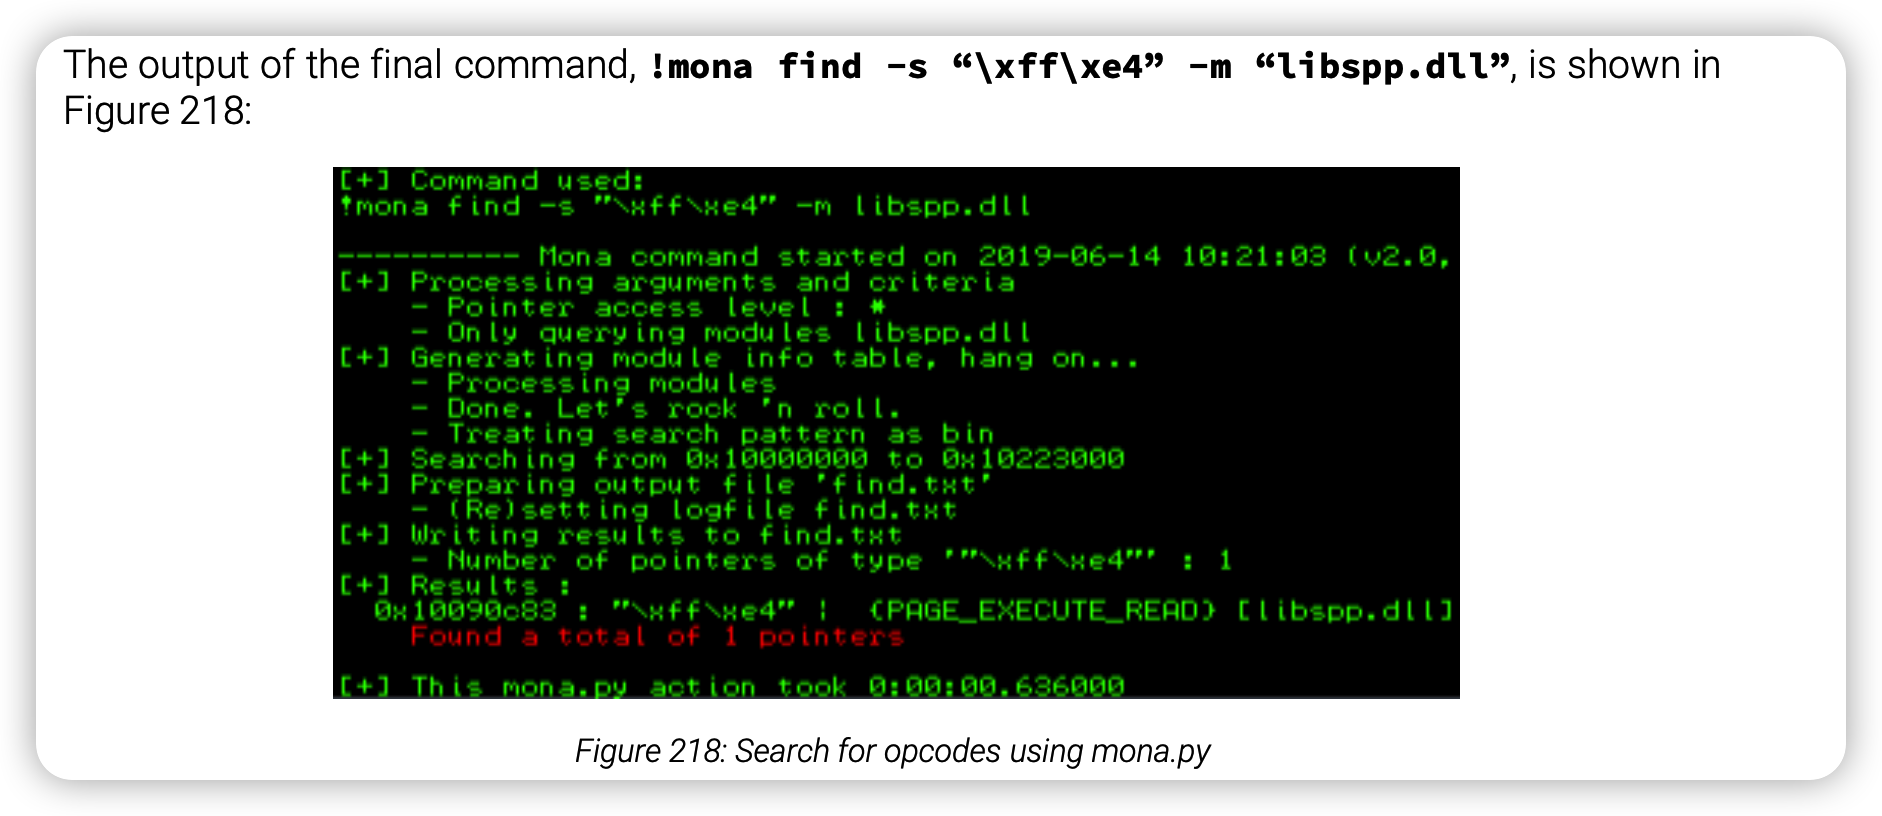 The output of the final command, !mona find -s “\xff\xe4” -m “libspp.dll”, is shown in
Figure 218:
[+] Command used:
!mona find -s "\xff\xe4" -m libspp.dll
---------- Mona command started on 2019-06-14 10:21:03 (v2.0,
[+] Processing arguments and criteria
- Pointer access level : *
- Only querying modules libspp.dll
[+] Generating module info table, hang on...
- Processing modules
- Done. Let's rock 'n roll.
- Treating search pattern as bin
[+] Searching from 0x10000000 to 0x10223000
[+] Preparing output file 'find.txt'
- (Re)setting logfile find.txt
[+] Writing results to find.txt
- Number of pointers of type '"\xff\xe4"' : 1
[+] Results :
0x10090c83 : "\xff\xe4" | {PAGE_EXECUTE_READ} [libspp.dll]
Found a total of 1 pointers
[+] This mona.py action took 0:00:00.636000
Figure 218: Search for opcodes using mona.py